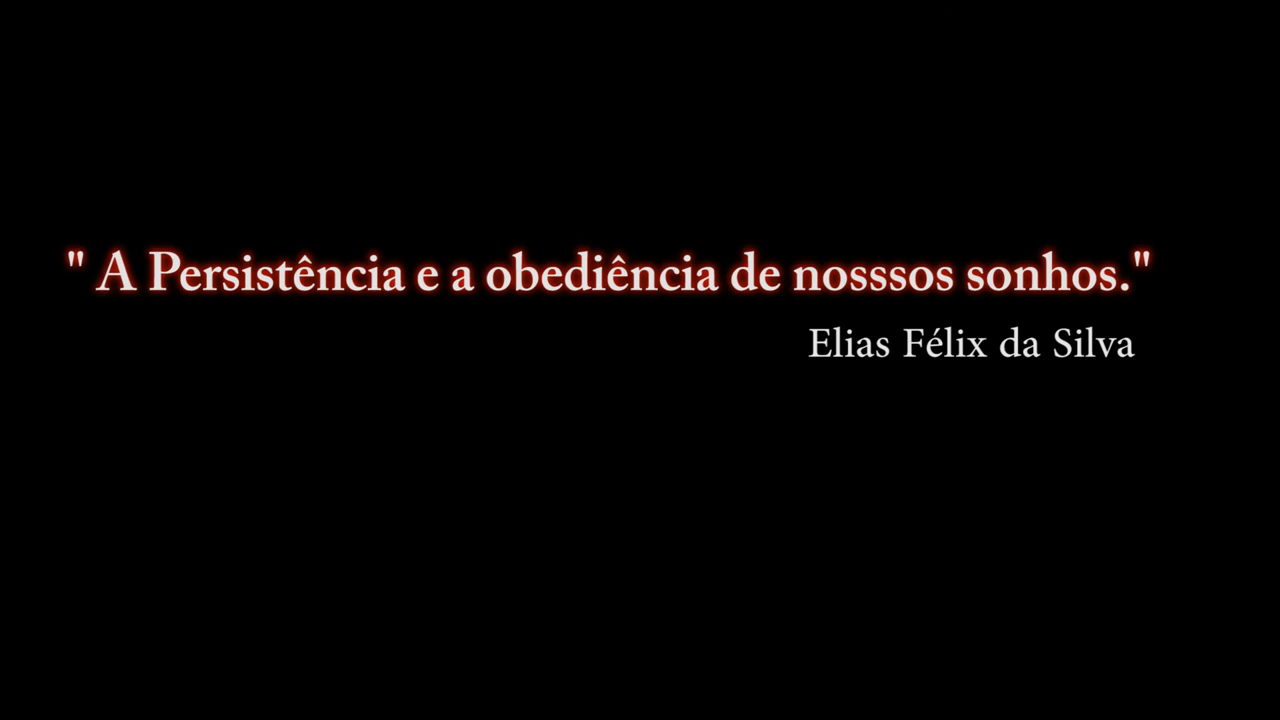 " A Persistência e a obediência de nosssos sonhos."
Elias Félix da Silva